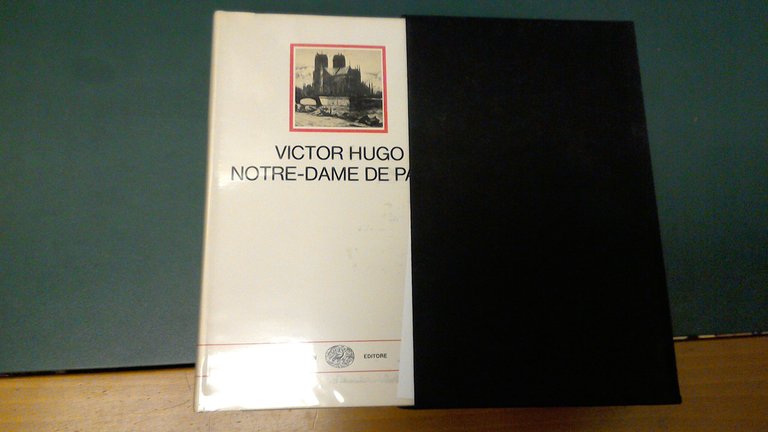 VICTOR HUGO
NOTRE-DAME DE PA
EDITORE